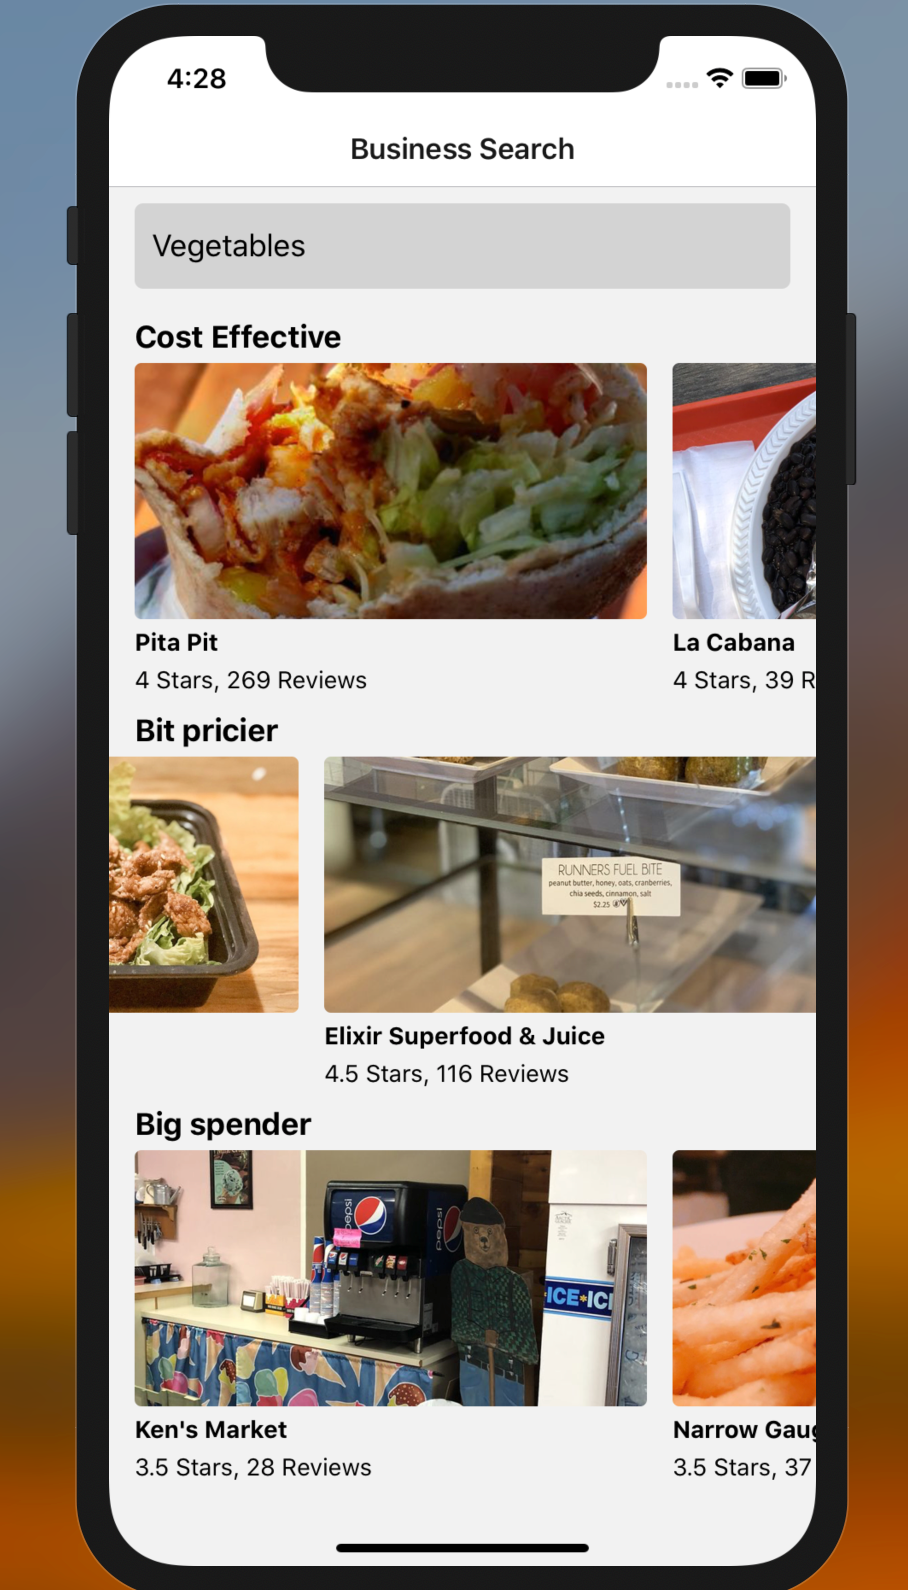 4:28
Business Search
Vegetables
Cost Effective
Pita Pit
4 Stars, 269 Reviews
La Cabana
4 Stars, 39 R
Bit pricier
RUNNERS FUEL BITE
peanut butter, honey, oats, cranberries,
chia seeds, cinnamon, salt
$2.25
Elixir Superfood & Juice
4.5 Stars, 116 Reviews
Big spender
pepsi
pepsi
ICE ICE
Ken's Market
3.5 Stars, 28 Reviews
Narrow Gaug
3.5 Stars, 37